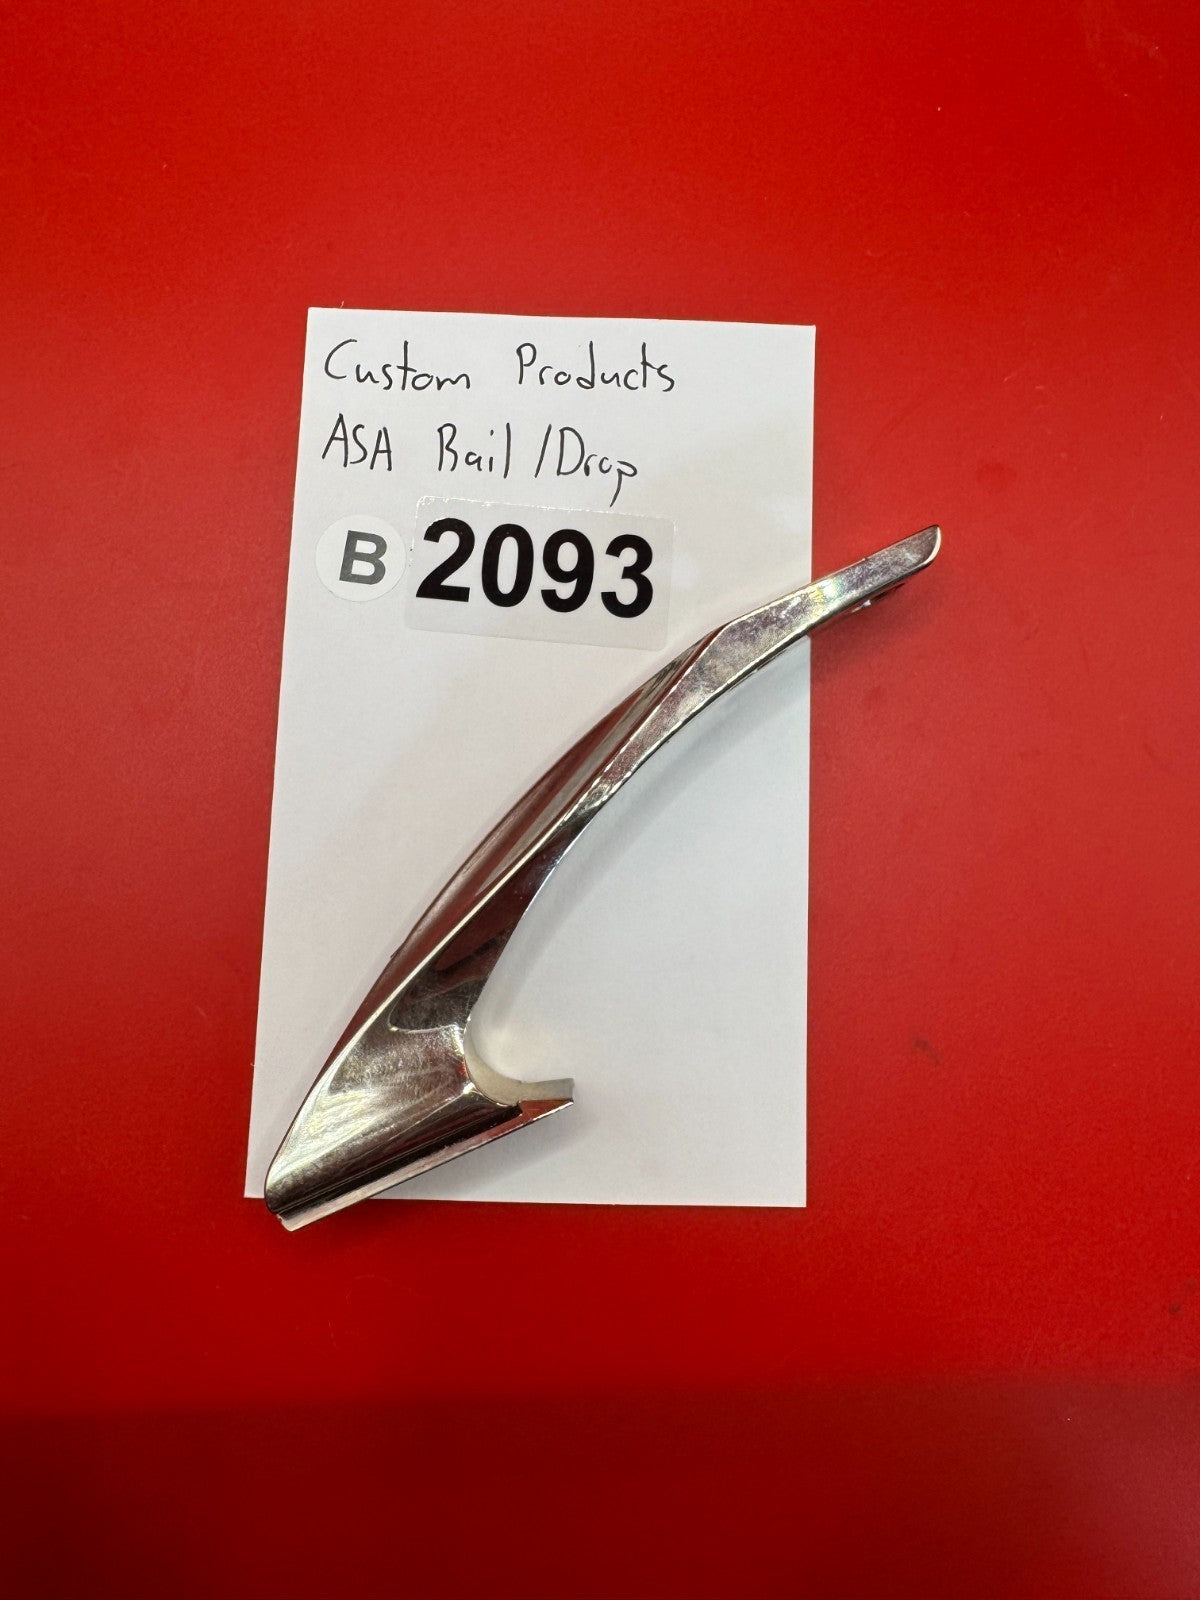 Custom Products
ASA Bail/Drop
B 2093